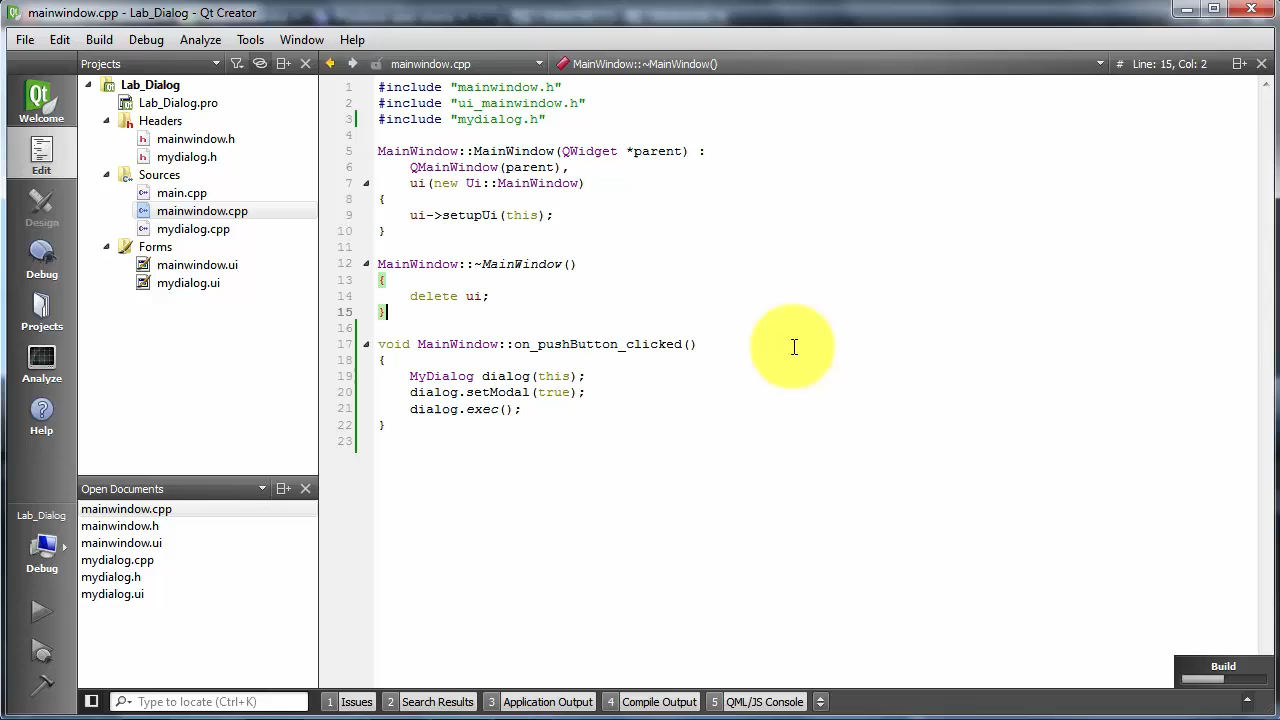 mainwindow.cpp - Lab_Dialog - Qt Creator
File Edit Build Debug Analyze Tools Window Help
Projects
mainwindow.cpp
MainWindow::~MainWindow()
# Line: 15, Col: 2
Qt
Welcome
Edit
Design
Debug
Projects
Analyze
Help
Lab_Dialog
Debug
Lab_Dialog
Lab_Dialog.pro
Headers
mainwindow.h
mydialog.h
Sources
main.cpp
mainwindow.cpp
mydialog.cpp
Forms
mainwindow.ui
mydialog.ui
Open Documents
mainwindow.cpp
mainwindow.h
mainwindow.ui
mydialog.cpp
mydialog.h
mydialog.ui
1 #include "mainwindow.h"
2 #include "ui_mainwindow.h"
3 #include "mydialog.h"
4
5 MainWindow::MainWindow(QWidget *parent) :
6 QMainWindow(parent),
7 ui(new Ui::MainWindow)
8 {
9 ui->setupUi(this);
10 }
11
12 MainWindow::~MainWindow()
13 {
14 delete ui;
15 }
16
17 void MainWindow::on_pushButton_clicked()
18 {
19 MyDialog dialog(this);
20 dialog.setModal(true);
21 dialog.exec();
22 }
23
Build
Type to locate (Ctrl+K)
1 Issues 2 Search Results 3 Application Output 4 Compile Output 5 QML/JS Console